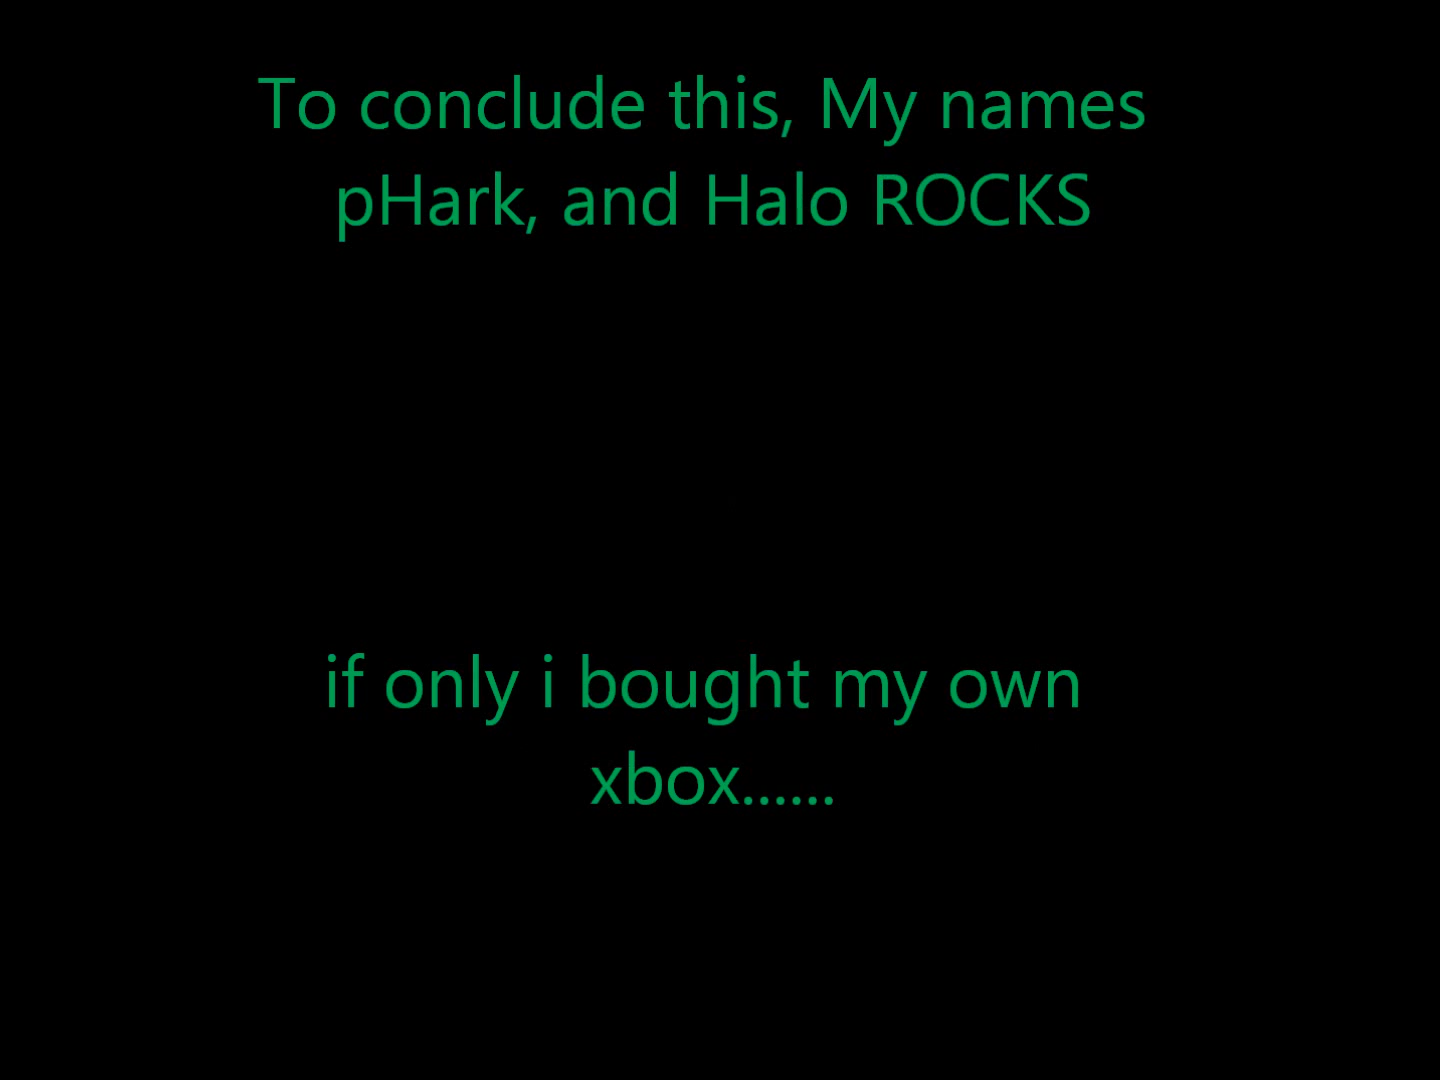 To conclude this, My names
pHark, and Halo ROCKS
if only i bought my own
xbox......